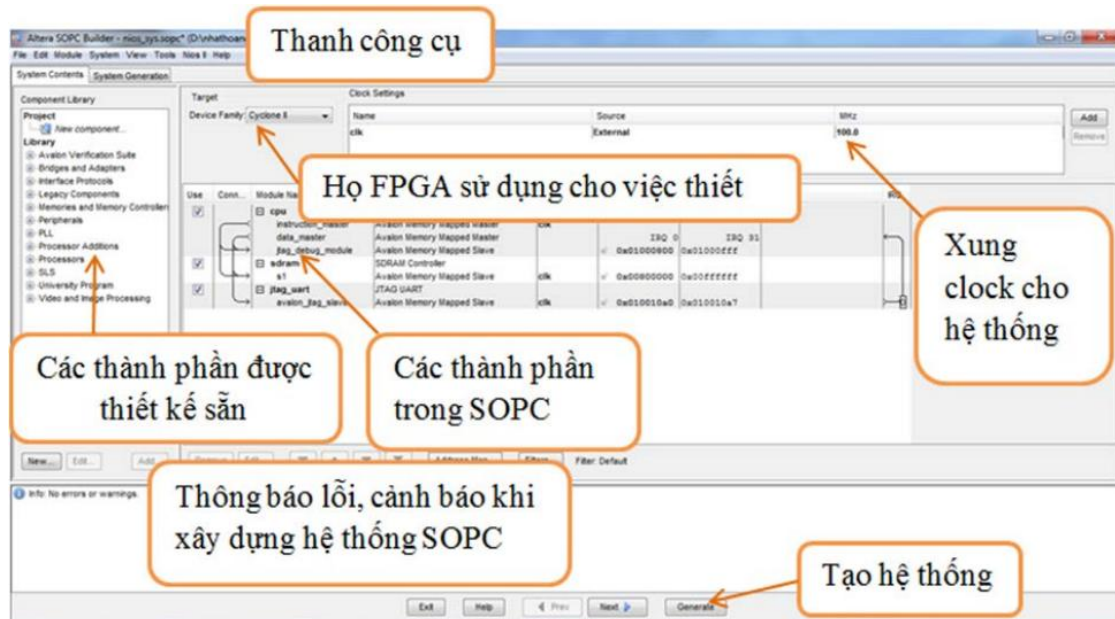 Altera SOPC Builder - nios_sys.sopc* (D:\nhathoan
Thanh công cụ
File Edit Module System View Tools Nios II Help
System Contents System Generation
Component Library
Target
Clock Settings
Project
Device Family: Cyclone II
Name Source MHz
Add
New component...
clk External 100.0
Remove
Library
Avalon Verification Suite
Bridges and Adapters
Interface Protocols
Legacy Components
Memories and Memory Controllers
Peripherals
PLL
Processor Additions
Processors
SLS
University Program
Video and Image Processing
Họ FPGA sử dụng cho việc thiết
Use Conn... Module Na IRQ
cpu
instruction_master Avalon Memory Mapped Master clk
data_master Avalon Memory Mapped Master IRQ 0 IRQ 31
jtag_debug_module Avalon Memory Mapped Slave 0x01000800 0x01000fff
sdram SDRAM Controller
s1 Avalon Memory Mapped Slave clk 0x00800000 0x00ffffff
jtag_uart JTAG UART
avalon_jtag_slave Avalon Memory Mapped Slave clk 0x010010a0 0x010010a7
Xung
clock cho
hệ thống
Các thành phần được
thiết kế sẵn
Các thành phần
trong SOPC
New... Edit... Add... Remove Edit... Address Map... Filters... Filter: Default
Info: No errors or warnings.
Thông báo lỗi, cảnh báo khi
xây dựng hệ thống SOPC
Tạo hệ thống
Exit Help Prev Next Generate